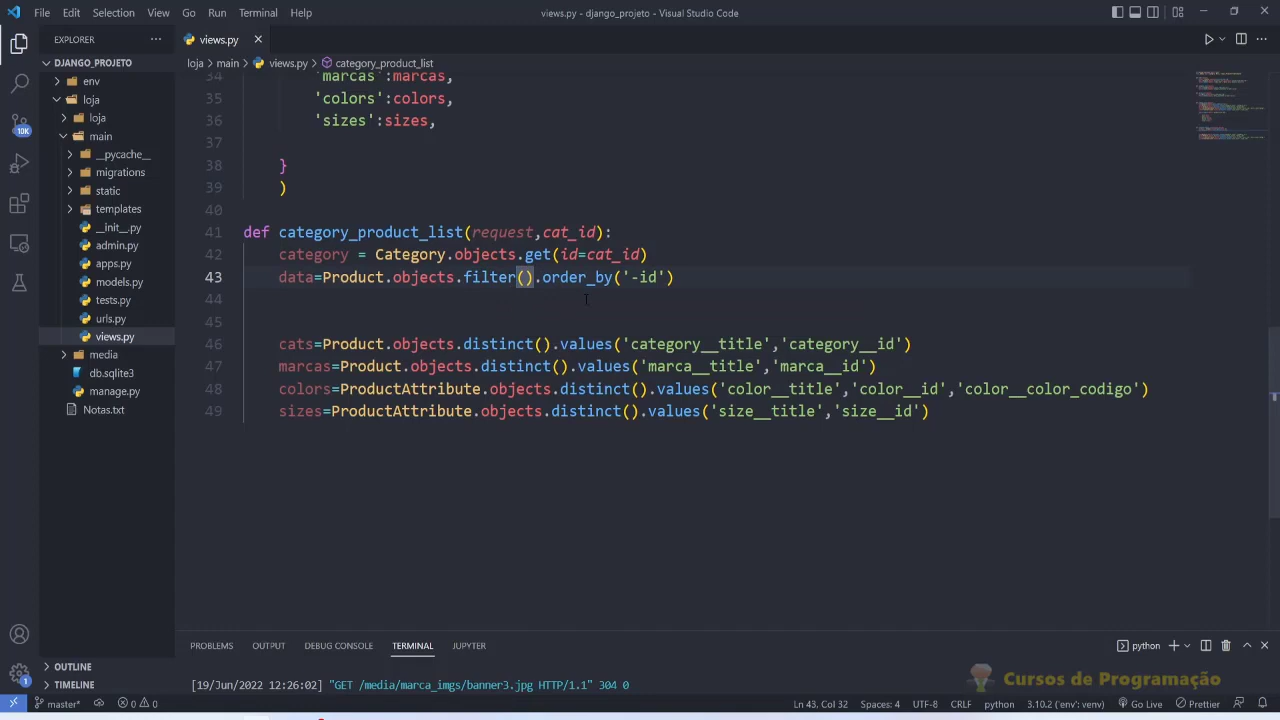 File Edit Selection View Go Run Terminal Help
views.py - django_projeto - Visual Studio Code
EXPLORER
views.py
DJANGO_PROJETO
loja > main > views.py > category_product_list
env
loja
loja
main
__pycache__
migrations
static
templates
__init__.py
admin.py
apps.py
models.py
tests.py
urls.py
views.py
media
db.sqlite3
manage.py
Notas.txt
OUTLINE
TIMELINE
10K
1
34 'marcas':marcas,
35 'colors':colors,
36 'sizes':sizes,
37
38 }
39 )
40
41 def category_product_list(request,cat_id):
42 category = Category.objects.get(id=cat_id)
43 data=Product.objects.filter().order_by('-id')
44
45
46 cats=Product.objects.distinct().values('category__title','category__id')
47 marcas=Product.objects.distinct().values('marca__title','marca__id')
48 colors=ProductAttribute.objects.distinct().values('color__title','color__id','color__color_codigo')
49 sizes=ProductAttribute.objects.distinct().values('size__title','size__id')
PROBLEMS OUTPUT DEBUG CONSOLE TERMINAL JUPYTER
python
[19/Jun/2022 12:26:02] "GET /media/marca_imgs/banner3.jpg HTTP/1.1" 304 0
Cursos de Programação
master* 0 0
Ln 43, Col 32 Spaces: 4 UTF-8 CRLF python 3.10.2 ('env': venv) Go Live Prettier